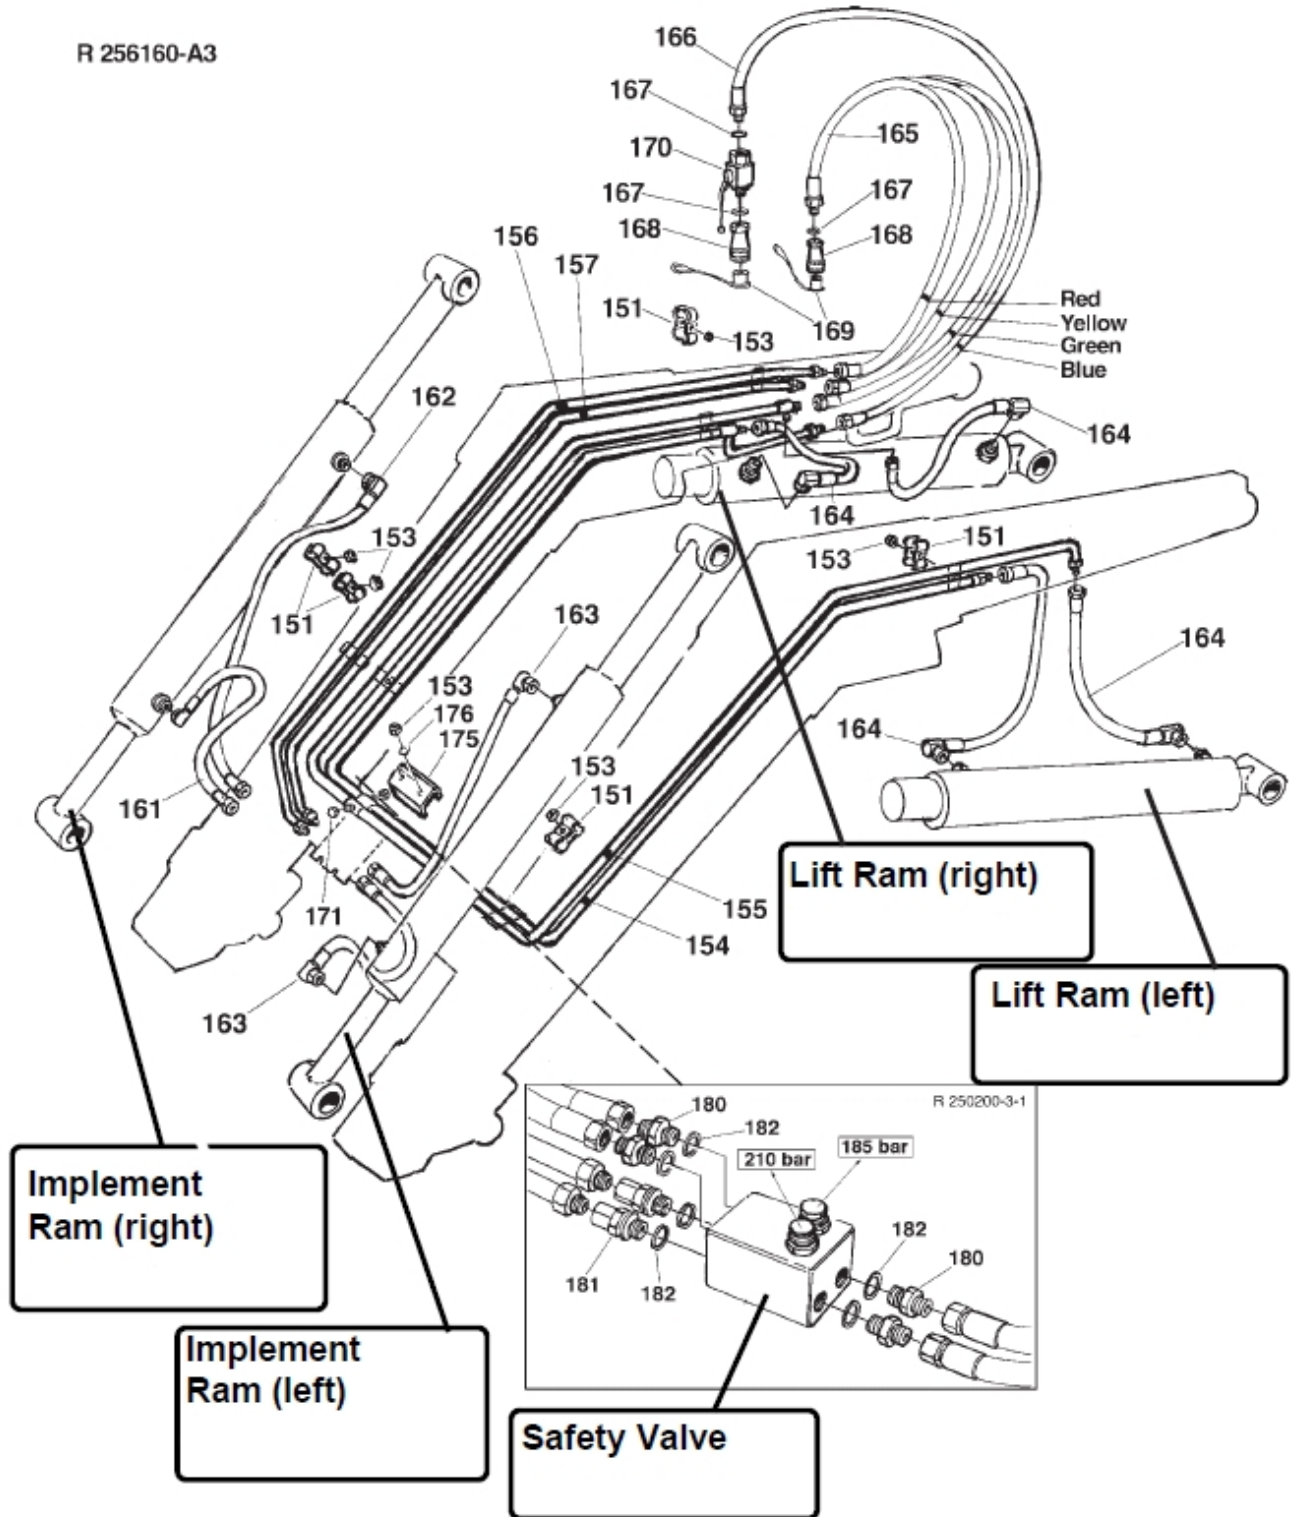 R 256160-A3
166
167
170
165
167
167
168
168
156
157
151
153
169
Red
Yellow
Green
Blue
162
164
153
164
153
151
151
163
164
153
176
175
164
153
161
151
171
155
154
163
Lift Ram (right)
Lift Ram (left)
R 250200-3-1
180
182
185 bar
210 bar
182
180
181
182
Implement
Ram (right)
Implement
Ram (left)
Safety Valve